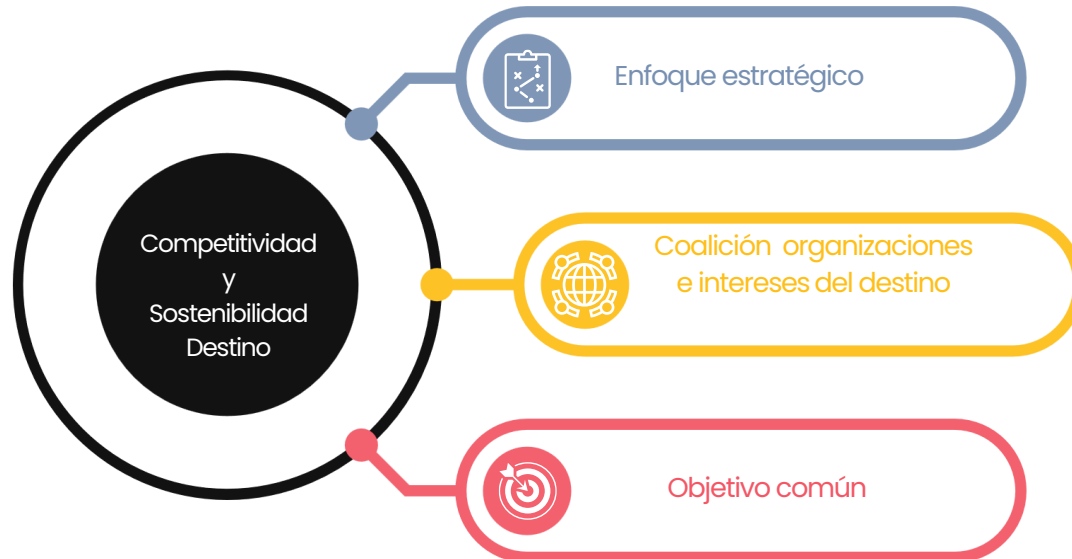 Enfoque estratégico
Competitividad
y
Sostenibilidad
Destino
Coalición organizaciones
e intereses del destino
Objetivo común